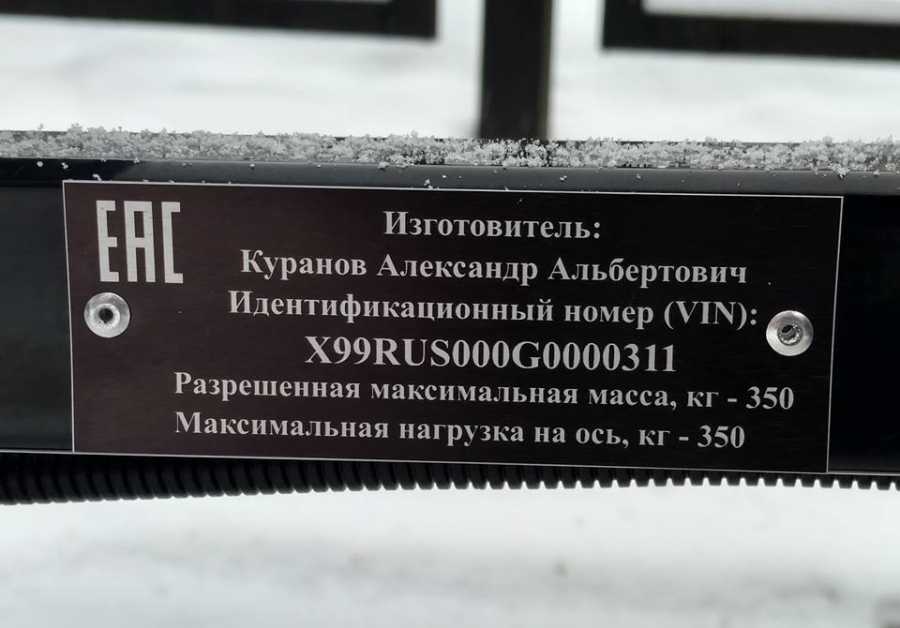 EAC
Изготовитель:
Куранов Александр Альбертович
Идентификационный номер (VIN):
X99RUS000G0000311
Разрешенная максимальная масса, кг - 350
Максимальная нагрузка на ось, кг - 350